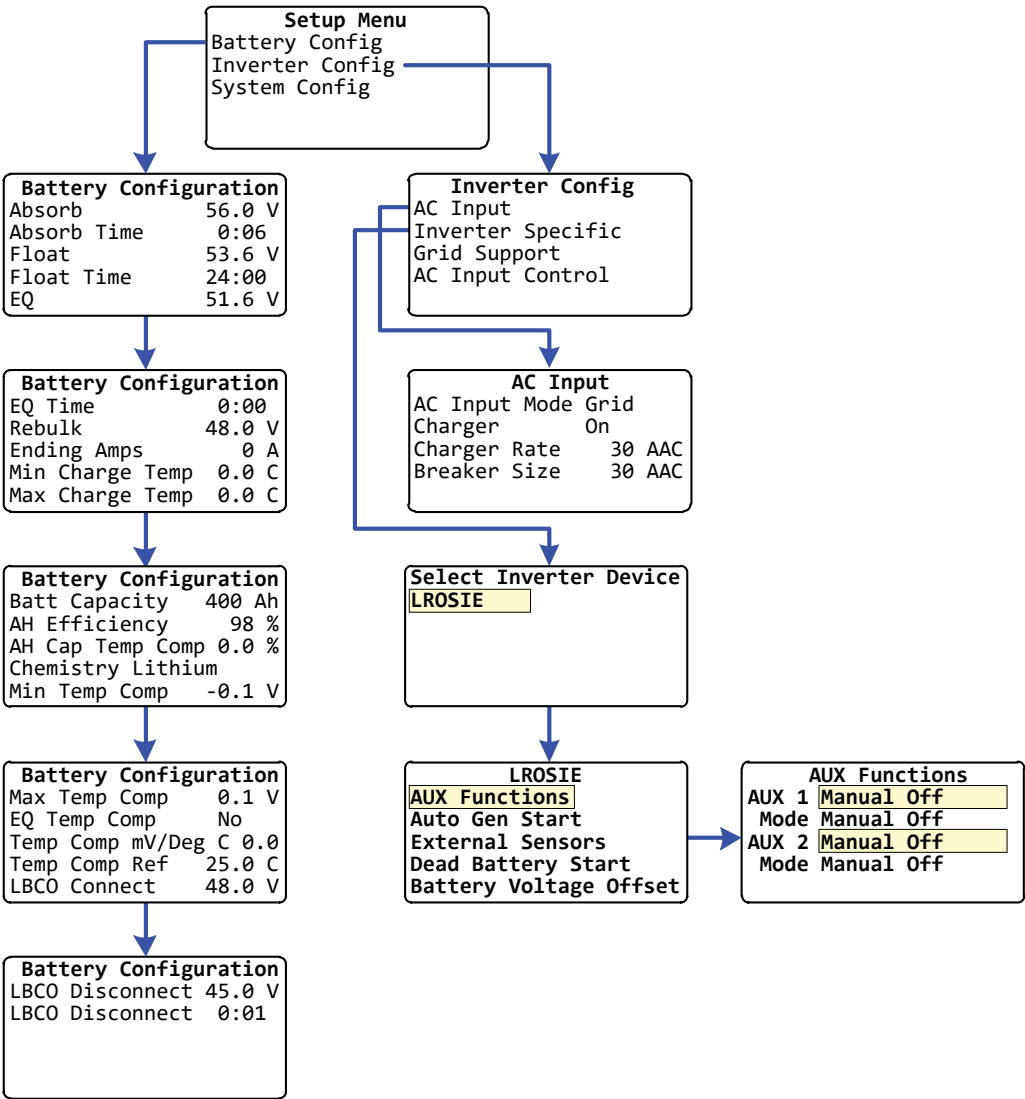 Setup Menu
Battery Config
Inverter Config
System Config
Battery Configuration
Absorb 56.0 V
Absorb Time 0:06
Float 53.6 V
Float Time 24:00
EQ 51.6 V
Battery Configuration
EQ Time 0:00
Rebulk 48.0 V
Ending Amps 0 A
Min Charge Temp 0.0 C
Max Charge Temp 0.0 C
Battery Configuration
Batt Capacity 400 Ah
AH Efficiency 98 %
AH Cap Temp Comp 0.0 %
Chemistry Lithium
Min Temp Comp -0.1 V
Battery Configuration
Max Temp Comp 0.1 V
EQ Temp Comp No
Temp Comp mV/Deg C 0.0
Temp Comp Ref 25.0 C
LBCO Connect 48.0 V
Battery Configuration
LBCO Disconnect 45.0 V
LBCO Disconnect 0:01
Inverter Config
AC Input
Inverter Specific
Grid Support
AC Input Control
AC Input
AC Input Mode Grid
Charger On
Charger Rate 30 AAC
Breaker Size 30 AAC
Select Inverter Device
LROSIE
LROSIE
AUX Functions
Auto Gen Start
External Sensors
Dead Battery Start
Battery Voltage Offset
AUX Functions
AUX 1 Manual Off
Mode Manual Off
AUX 2 Manual Off
Mode Manual Off